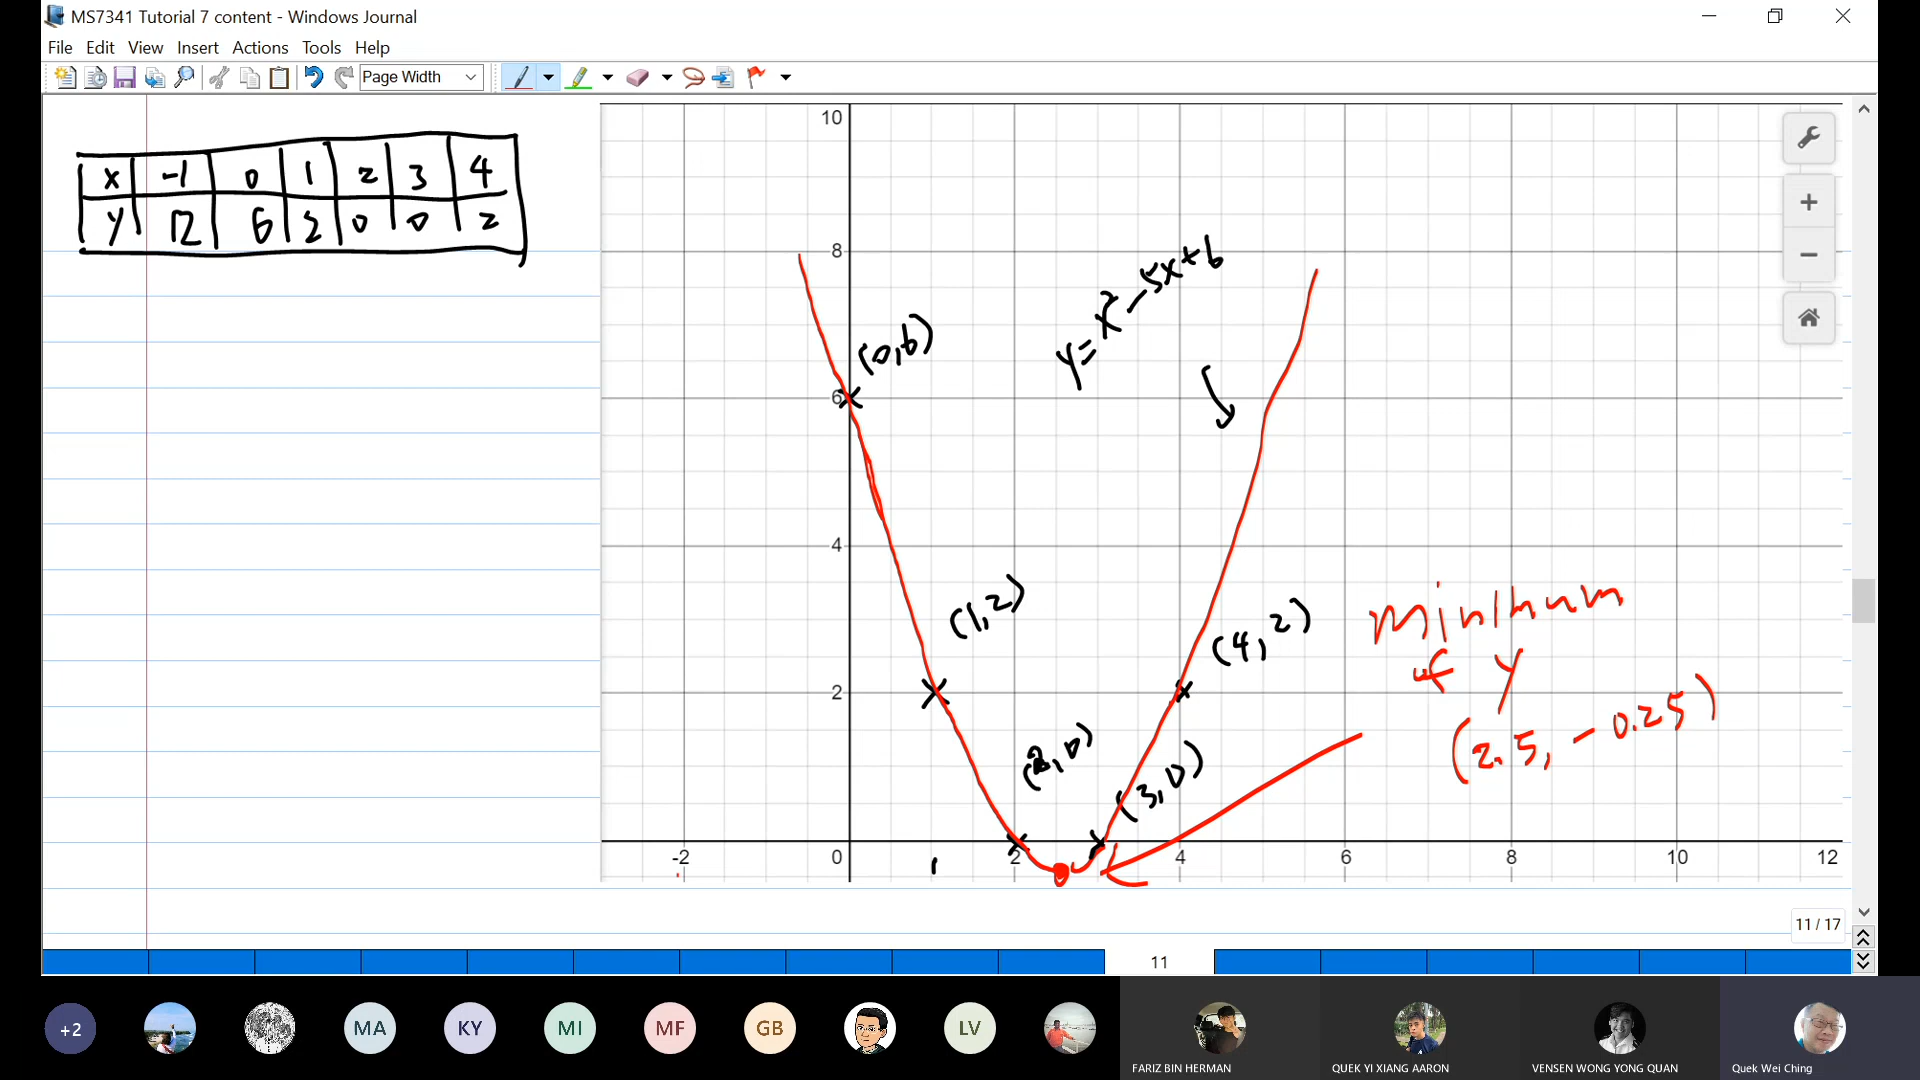 MS7341 Tutorial 7 content - Windows Journal
File Edit View Insert Actions Tools Help
Page Width
x -1 0 1 2 3 4
y 12 6 2 0 0 2
10
8
6
4
2
y = x² - 5x + 6
(0,6)
(1,2)
(4,2)
(2,0)
(3,0)
Minimum
of y
(2.5, -0.25)
-2 0 1 2 4 6 8 10 12
11 / 17
11
+2 MA KY MI MF GB LV
FARIZ BIN HERMAN
QUEK YI XIANG AARON
VENSEN WONG YONG QUAN
Quek Wei Ching